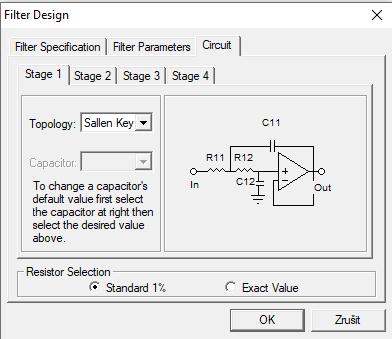 Filter Design
Filter Specification
Filter Parameters
Circuit
Stage 1
Stage 2
Stage 3
Stage 4
Topology:
Sallen Key
Capacitor:
To change a capacitor's
default value first select
the capacitor at right then
select the desired value
above.
C11
R11
R12
C12
In
Out
Resistor Selection
Standard 1%
Exact Value
OK
Zrušit